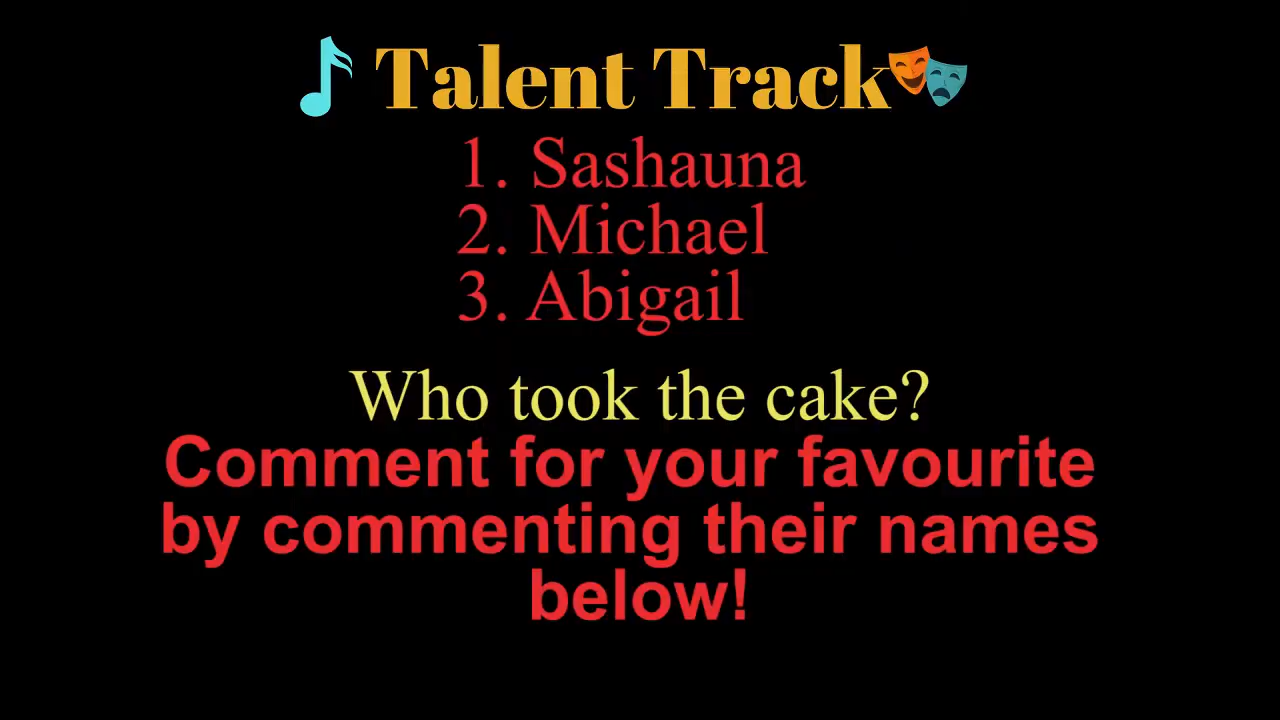 Talent Track
1. Sashauna
2. Michael
3. Abigail
Who took the cake?
Comment for your favourite
by commenting their names
below!